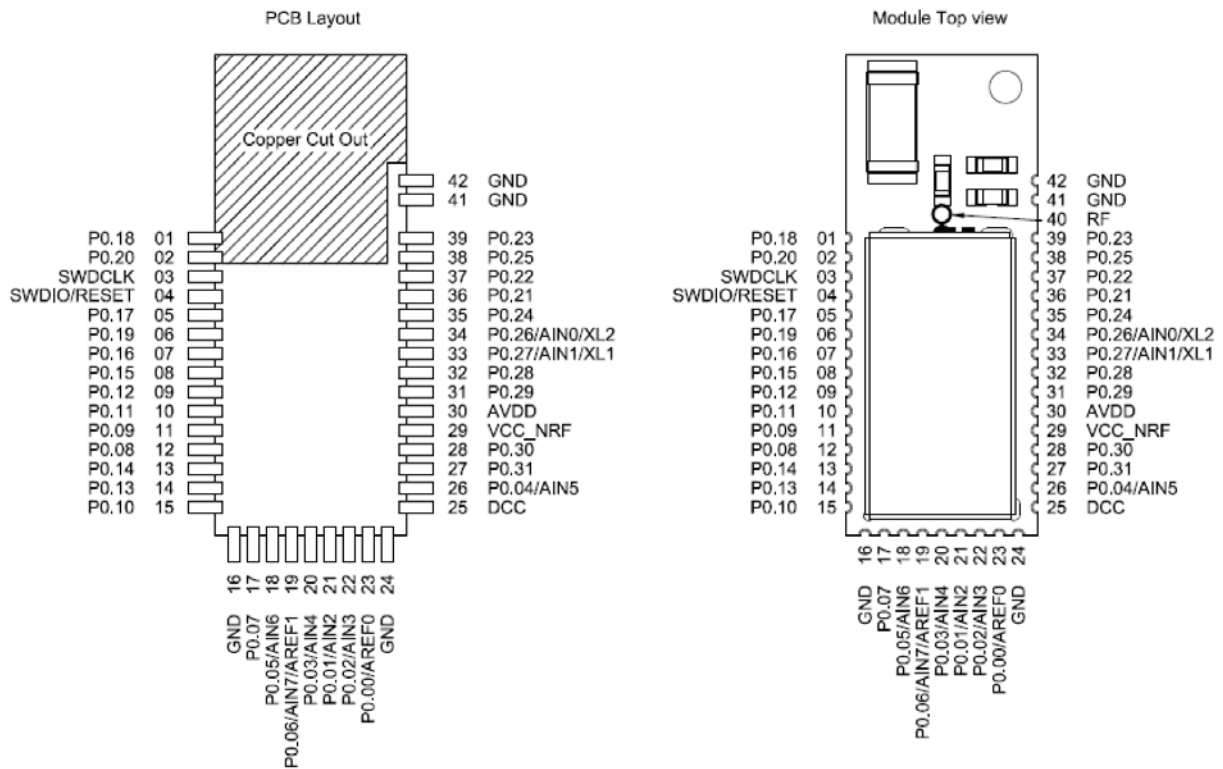 PCB Layout
Copper Cut Out
42 GND
41 GND
P0.18 01
39 P0.23
P0.20 02
38 P0.25
SWDCLK 03
37 P0.22
SWDIO/RESET 04
36 P0.21
P0.17 05
35 P0.24
P0.19 06
34 P0.26/AIN0/XL2
P0.16 07
33 P0.27/AIN1/XL1
P0.15 08
32 P0.28
P0.12 09
31 P0.29
P0.11 10
30 AVDD
P0.09 11
29 VCC_NRF
P0.08 12
28 P0.30
P0.14 13
27 P0.31
P0.13 14
26 P0.04/AIN5
P0.10 15
25 DCC
16 GND
17 P0.07
18 P0.05/AIN6
19 P0.06/AIN7/AREF1
20 P0.03/AIN4
21 P0.01/AIN2
22 P0.02/AIN3
23 P0.00/AREF0
24 GND
Module Top view
42 GND
41 GND
40 RF
P0.18 01
39 P0.23
P0.20 02
38 P0.25
SWDCLK 03
37 P0.22
SWDIO/RESET 04
36 P0.21
P0.17 05
35 P0.24
P0.19 06
34 P0.26/AIN0/XL2
P0.16 07
33 P0.27/AIN1/XL1
P0.15 08
32 P0.28
P0.12 09
31 P0.29
P0.11 10
30 AVDD
P0.09 11
29 VCC_NRF
P0.08 12
28 P0.30
P0.14 13
27 P0.31
P0.13 14
26 P0.04/AIN5
P0.10 15
25 DCC
16 GND
17 P0.07
18 P0.05/AIN6
19 P0.06/AIN7/AREF1
20 P0.03/AIN4
21 P0.01/AIN2
22 P0.02/AIN3
23 P0.00/AREF0
24 GND